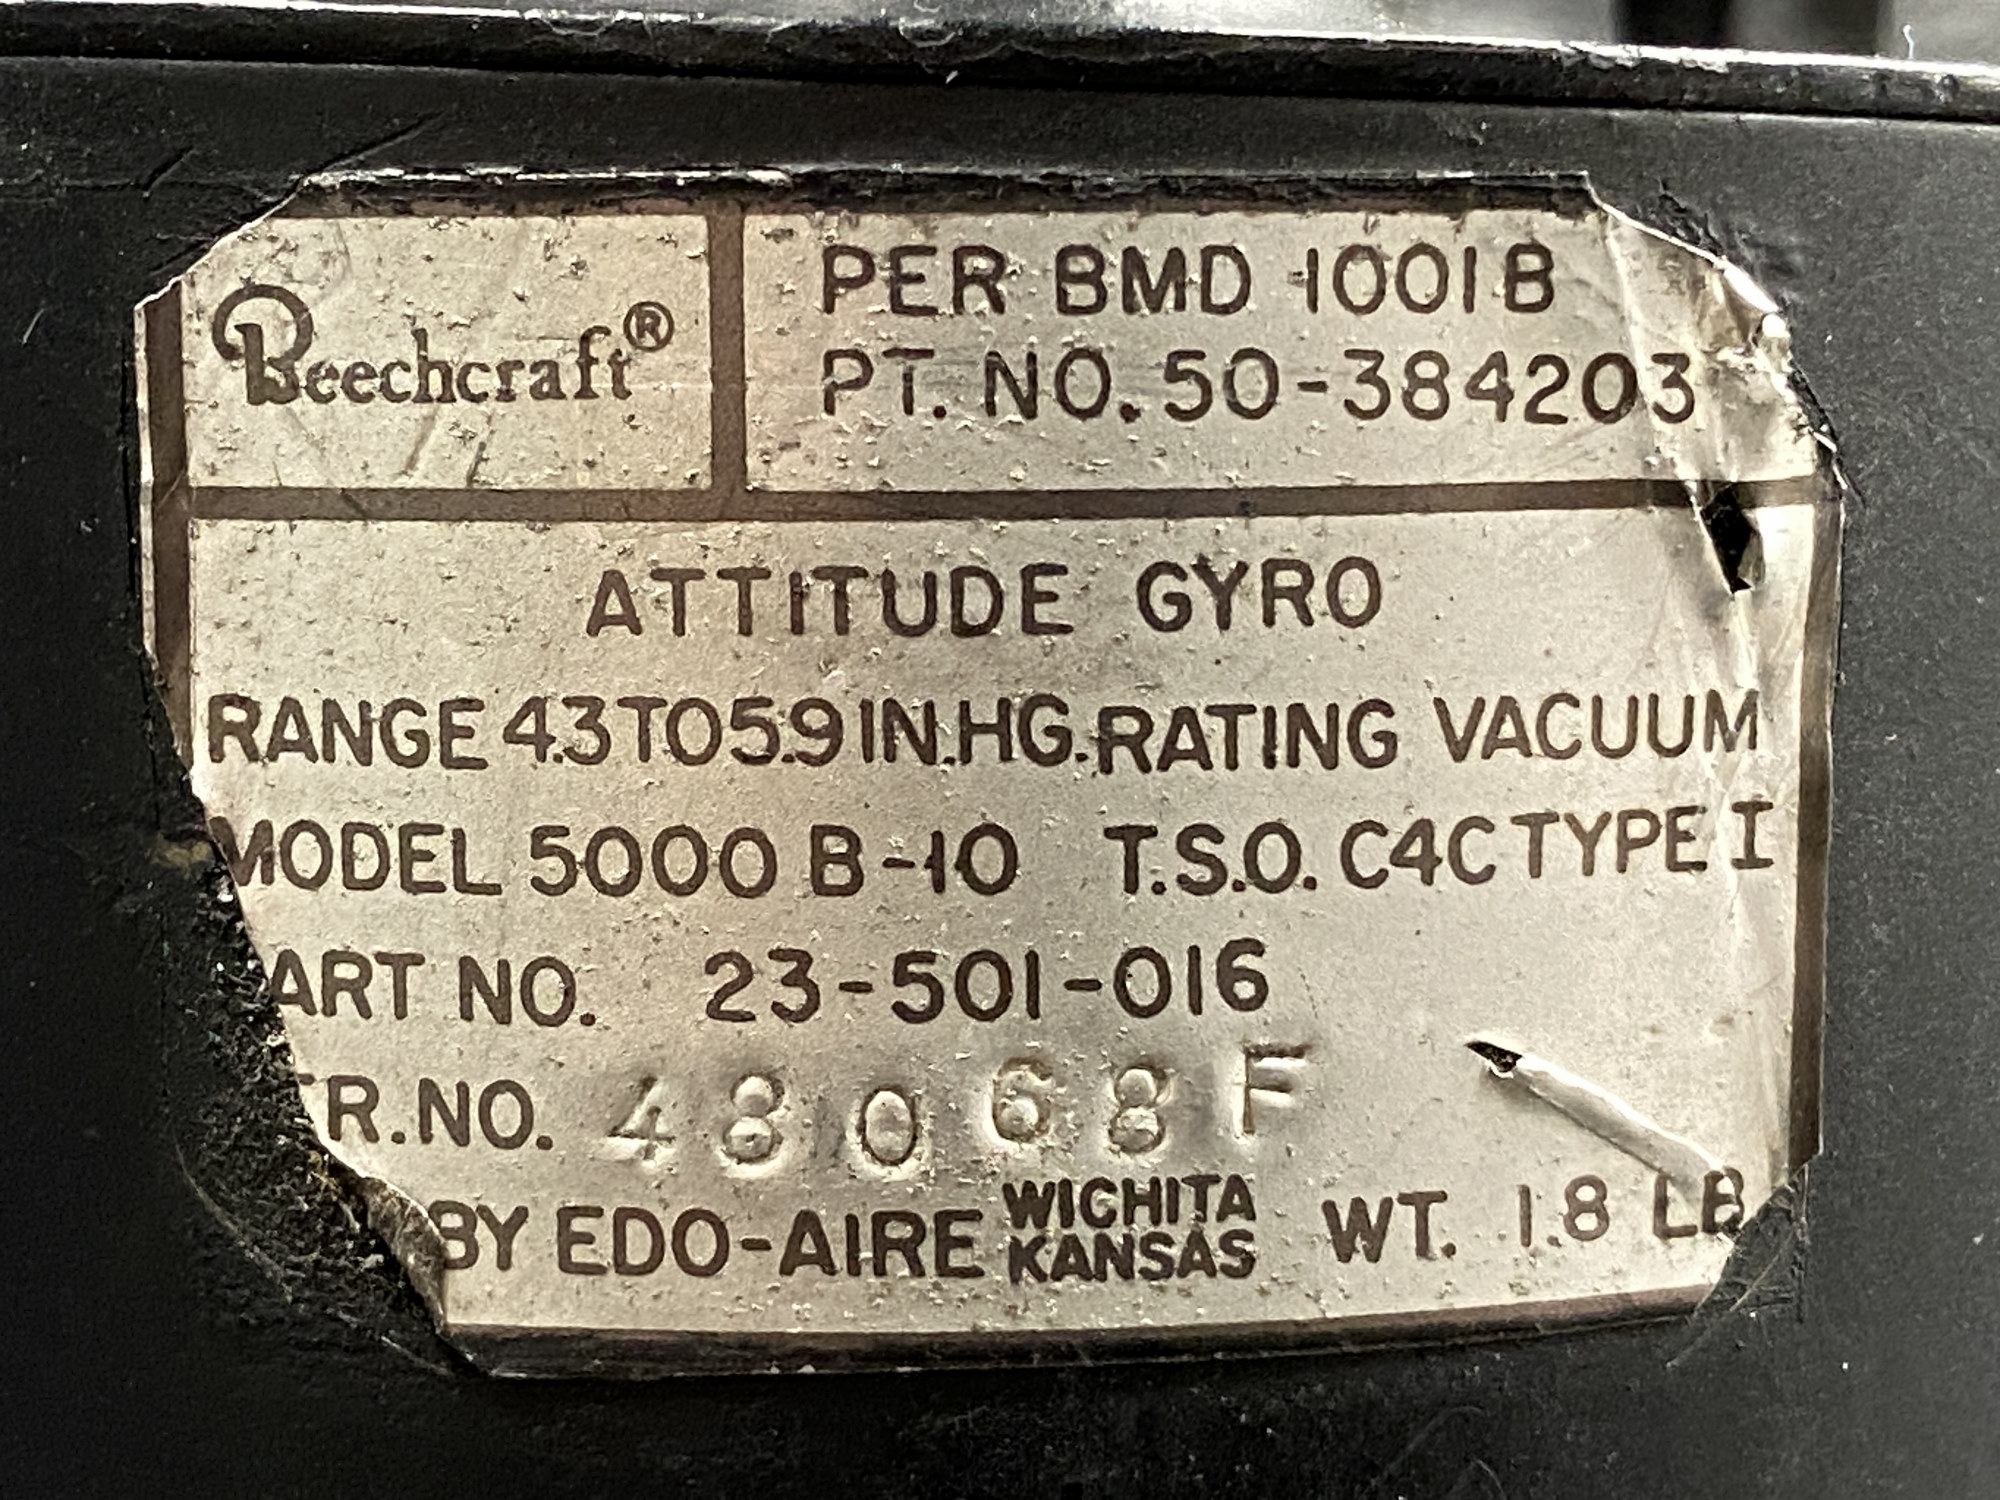 Beechcraft®
PER BMD 1001B
PT. NO. 50-384203
ATTITUDE GYRO
RANGE 4.3 TO 5.9 IN.HG. RATING VACUUM
MODEL 5000 B-10 T.S.O. C4C TYPE I
ART NO. 23-501-016
R.NO. 48068F
BY EDO-AIRE WICHITA KANSAS WT. 1.8 LB